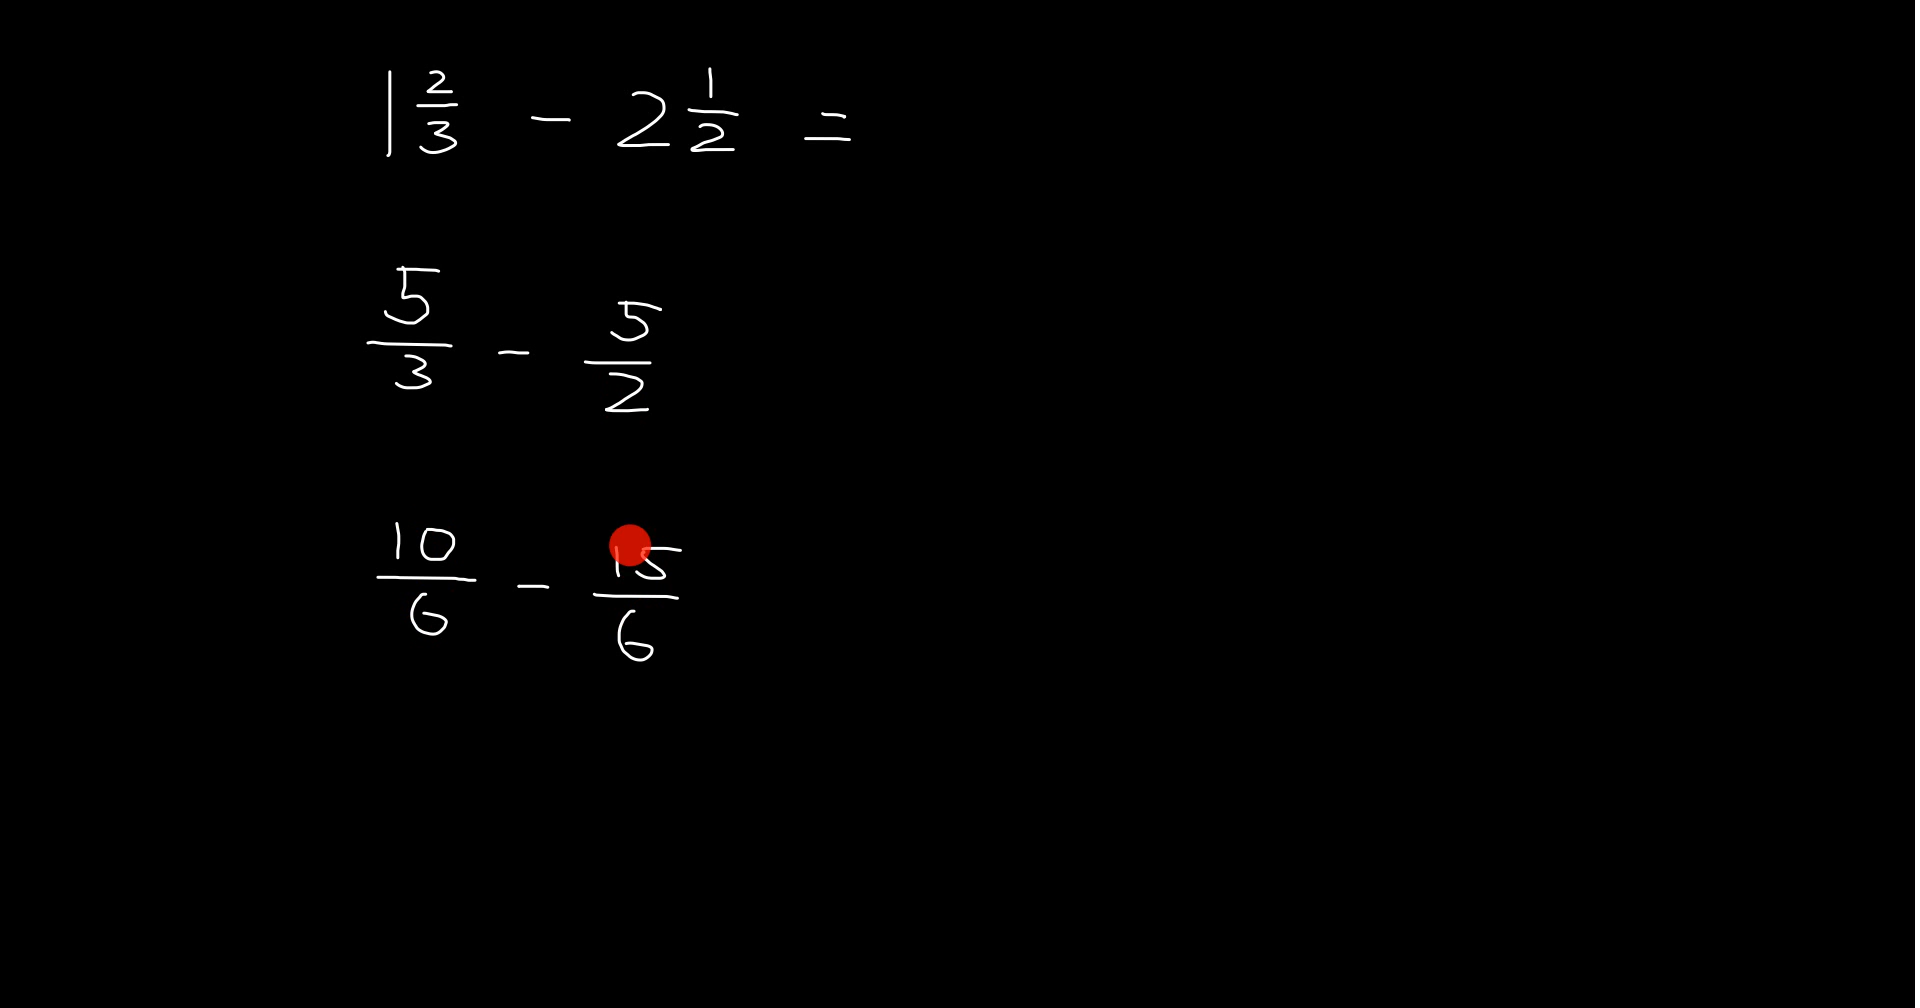 1 2/3 - 2 1/2 =
5/3 - 5/2
10/6 - 15/6